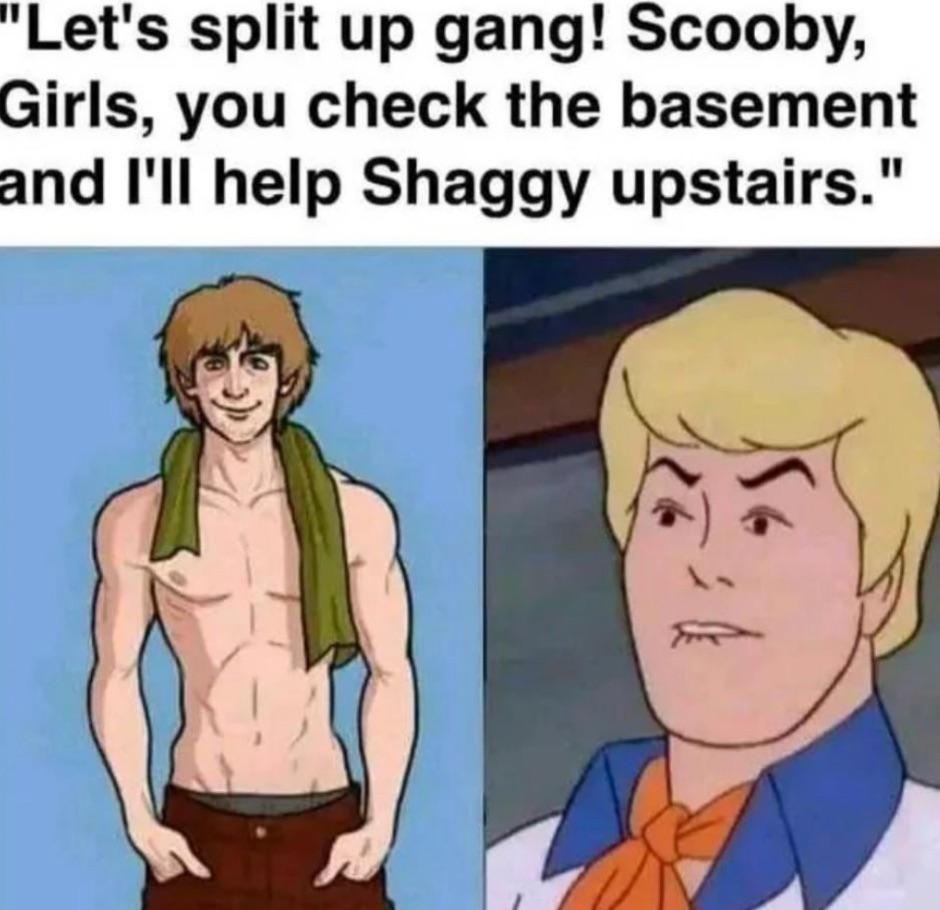 "Let's split up gang! Scooby,
Girls, you check the basement
and I'll help Shaggy upstairs."